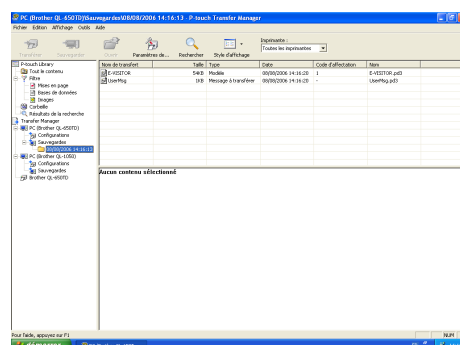 PC (Brother QL-650TD)\Sauvegardes\08/08/2006 14:16:13 - P-touch Transfer Manager
Fichier Edition Affichage Outils Aide
Transférer Sauvegarder Ouvrir Paramètres de... Rechercher Style d'affichage
Imprimante :
Toutes les imprimantes
P-touch Library
Tout le contenu
Filtre
Mises en page
Bases de données
Images
Corbeille
Résultats de la recherche
Transfer Manager
PC (Brother QL-650TD)
Configurations
Sauvegardes
08/08/2006 14:16:13
PC (Brother QL-1050)
Configurations
Sauvegardes
Brother QL-650TD
Nom de transfert Taille Type Date Code d'affectation Nom
E-VISITOR 54KB Modèle 08/08/2006 14:16:20 1 E-VISITOR.pd3
UserMsg 1KB Message à transférer 08/08/2006 14:16:20 - UserMsg.pd3
Aucun contenu sélectionné
Pour l'aide, appuyez sur F1
NUM
démarrer